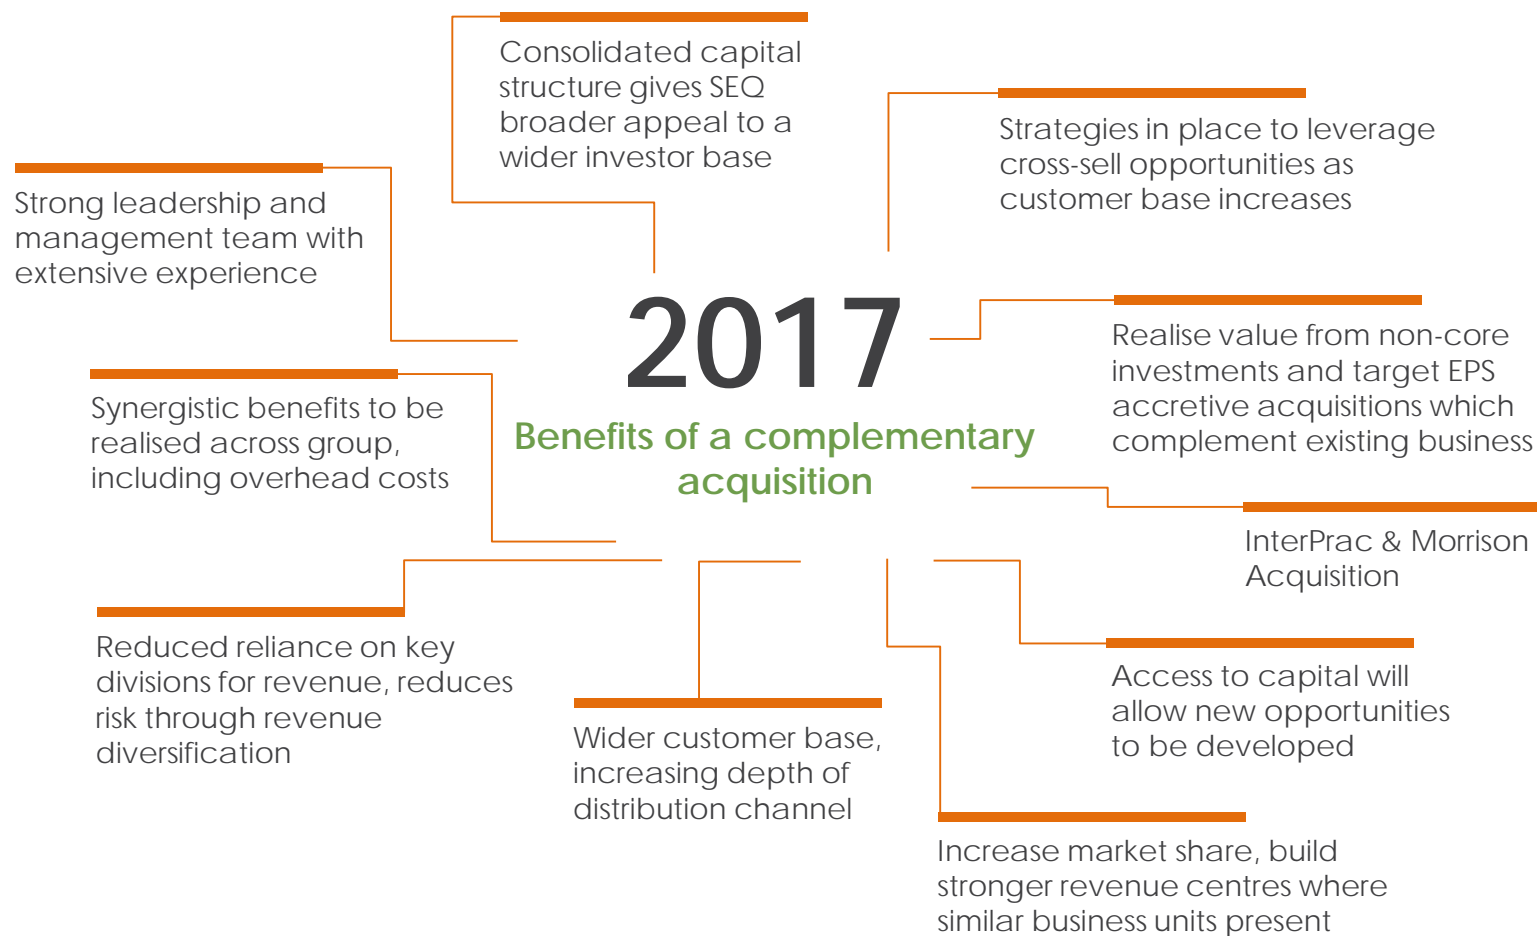 Consolidated capital
structure gives SEQ
broader appeal to a
wider investor base
Strategies in place to leverage
cross-sell opportunities as
customer base increases
Strong leadership and
management team with
extensive experience
2017
Benefits of a complementary
acquisition
Realise value from non-core
investments and target EPS
accretive acquisitions which
complement existing business
Synergistic benefits to be
realised across group,
including overhead costs
InterPrac & Morrison
Acquisition
Reduced reliance on key
divisions for revenue, reduces
risk through revenue
diversification
Wider customer base,
increasing depth of
distribution channel
Access to capital will
allow new opportunities
to be developed
Increase market share, build
stronger revenue centres where
similar business units present